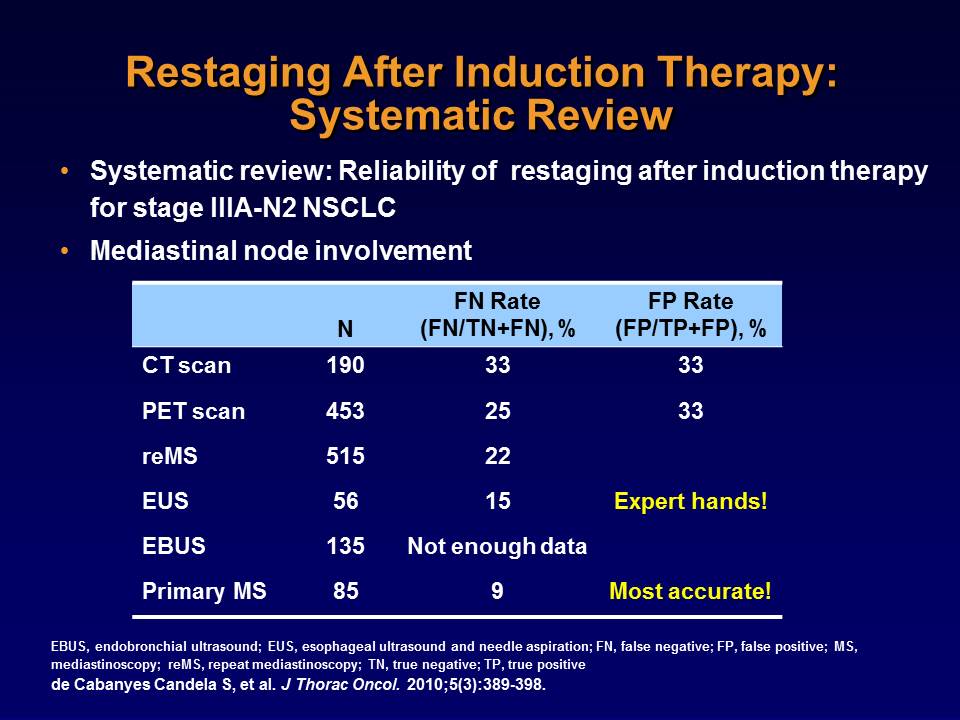 Restaging After Induction Therapy:
Systematic Review
• Systematic review: Reliability of restaging after induction therapy
for stage IIIA-N2 NSCLC
• Mediastinal node involvement
N FN Rate (FN/TN+FN), % FP Rate (FP/TP+FP), %
CT scan 190 33 33
PET scan 453 25 33
reMS 515 22
EUS 56 15 Expert hands!
EBUS 135 Not enough data
Primary MS 85 9 Most accurate!
EBUS, endobronchial ultrasound; EUS, esophageal ultrasound and needle aspiration; FN, false negative; FP, false positive; MS,
mediastinoscopy; reMS, repeat mediastinoscopy; TN, true negative; TP, true positive
de Cabanyes Candela S, et al. J Thorac Oncol. 2010;5(3):389-398.